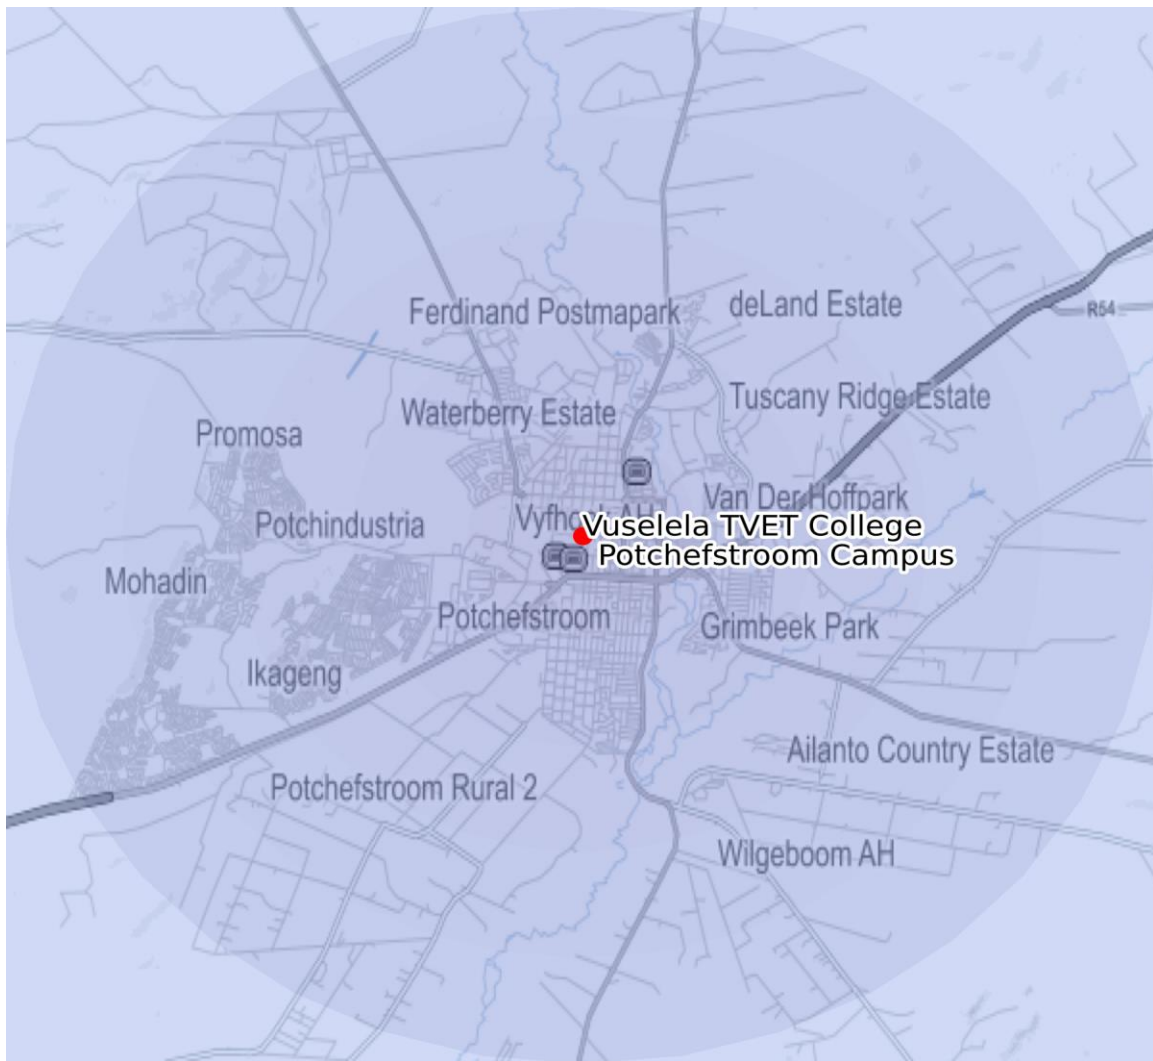 Ferdinand Postmapark
deLand Estate
R54
Tuscany Ridge Estate
Waterberry Estate
Promosa
Van Der Hoffpark
Potchindustria
Vuselela TVET College
Potchefstroom Campus
Mohadin
Potchefstroom
Grimbeek Park
Ikageng
Ailanto Country Estate
Potchefstroom Rural 2
Wilgeboom AH